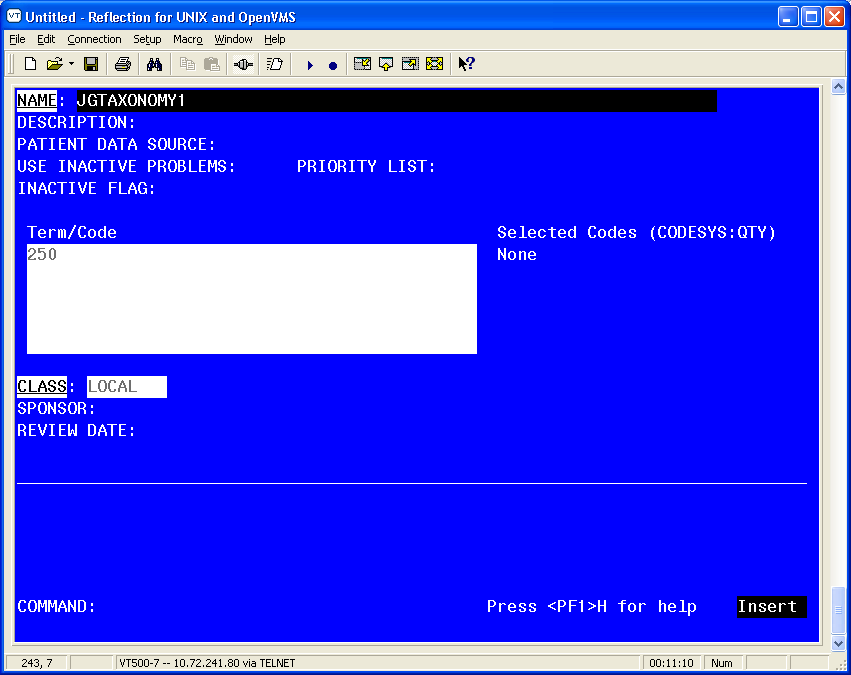 VT Untitled - Reflection for UNIX and OpenVMS
File Edit Connection Setup Macro Window Help
NAME: JGTAXONOMY1
DESCRIPTION:
PATIENT DATA SOURCE:
USE INACTIVE PROBLEMS: PRIORITY LIST:
INACTIVE FLAG:
Term/Code Selected Codes (CODESYS:QTY)
250 None
CLASS: LOCAL
SPONSOR:
REVIEW DATE:
COMMAND: Press <PF1>H for help Insert
243, 7 VT500-7 -- 10.72.241.80 via TELNET 00:11:10 Num